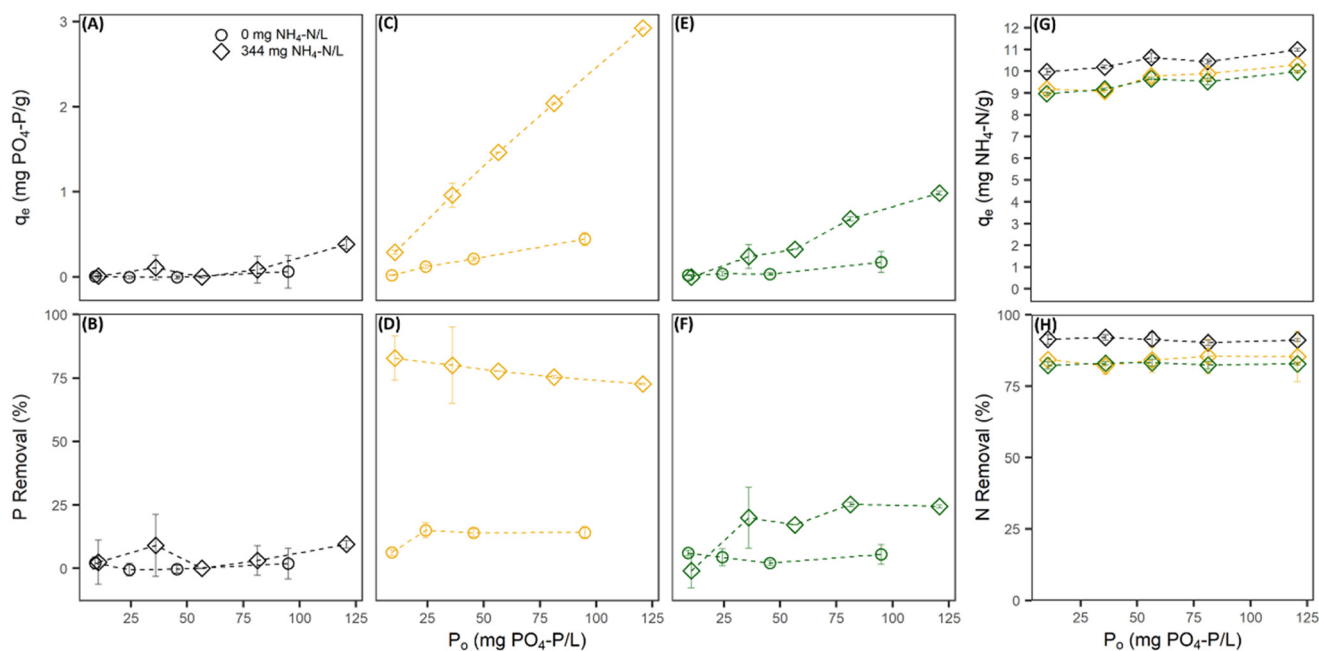 (A)
0 mg NH4-N/L
344 mg NH4-N/L
(C)
(E)
(G)
qe (mg PO4-P/g)
3
2
1
0
qe (mg NH4-N/g)
12
11
10
9
8
7
6
5
4
3
2
1
0
(B)
(D)
(F)
(H)
P Removal (%)
100
75
50
25
0
N Removal (%)
100
75
50
25
0
25 50 75 100 125
25 50 75 100 125
25 50 75 100 125
25 50 75 100 125
Po (mg PO4-P/L)
Po (mg PO4-P/L)